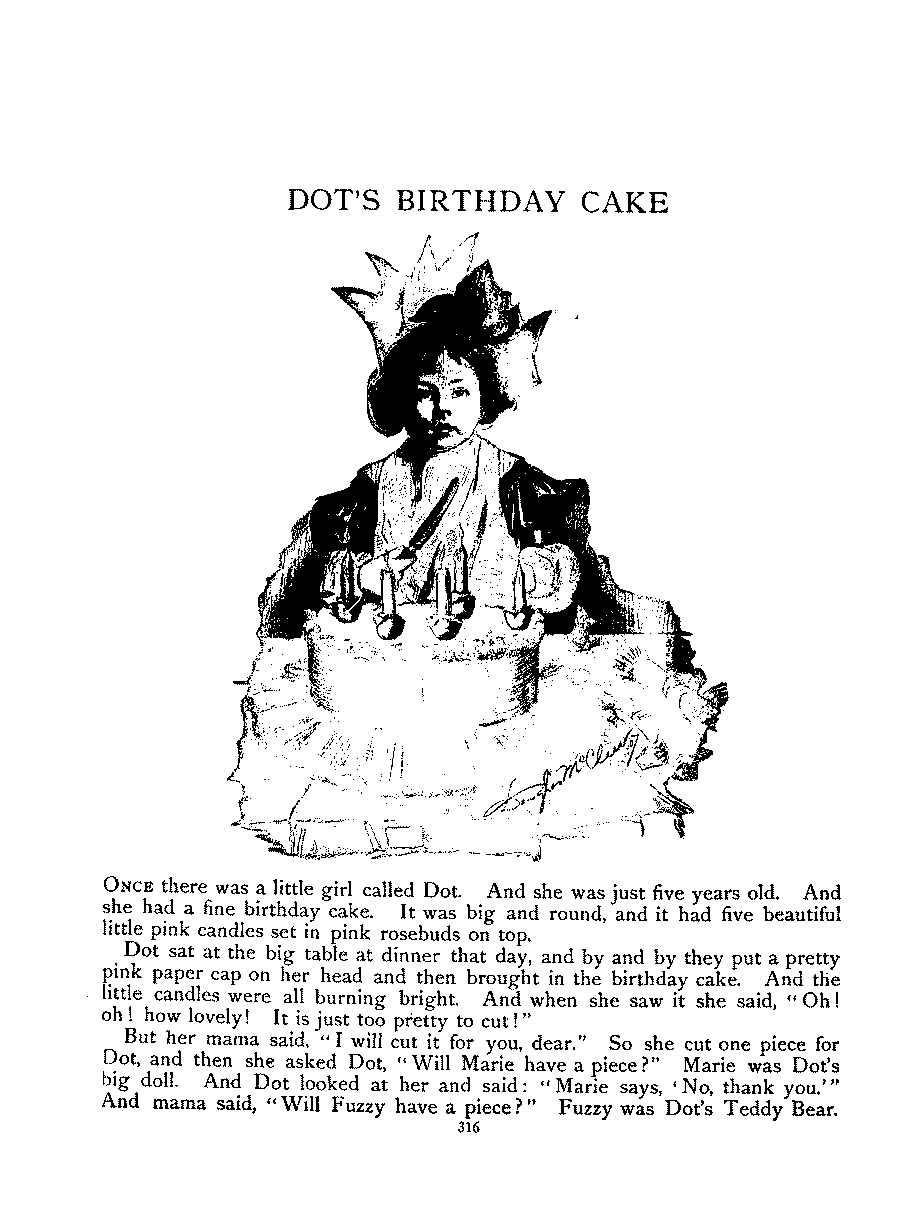 DOT'S BIRTHDAY CAKE
ONCE there was a little girl called Dot. And she was just five years old. And
she had a fine birthday cake. It was big and round, and it had five beautiful
little pink candles set in pink rosebuds on top.
Dot sat at the big table at dinner that day, and by and by they put a pretty
pink paper cap on her head and then brought in the birthday cake. And the
little candles were all burning bright. And when she saw it she said, "Oh!
oh! how lovely! It is just too pretty to cut!"
But her mama said, "I will cut it for you, dear." So she cut one piece for
Dot, and then she asked Dot, "Will Marie have a piece?" Marie was Dot's
big doll. And Dot looked at her and said: "Marie says, 'No, thank you.'"
And mama said, "Will Fuzzy have a piece?" Fuzzy was Dot's Teddy Bear.
316